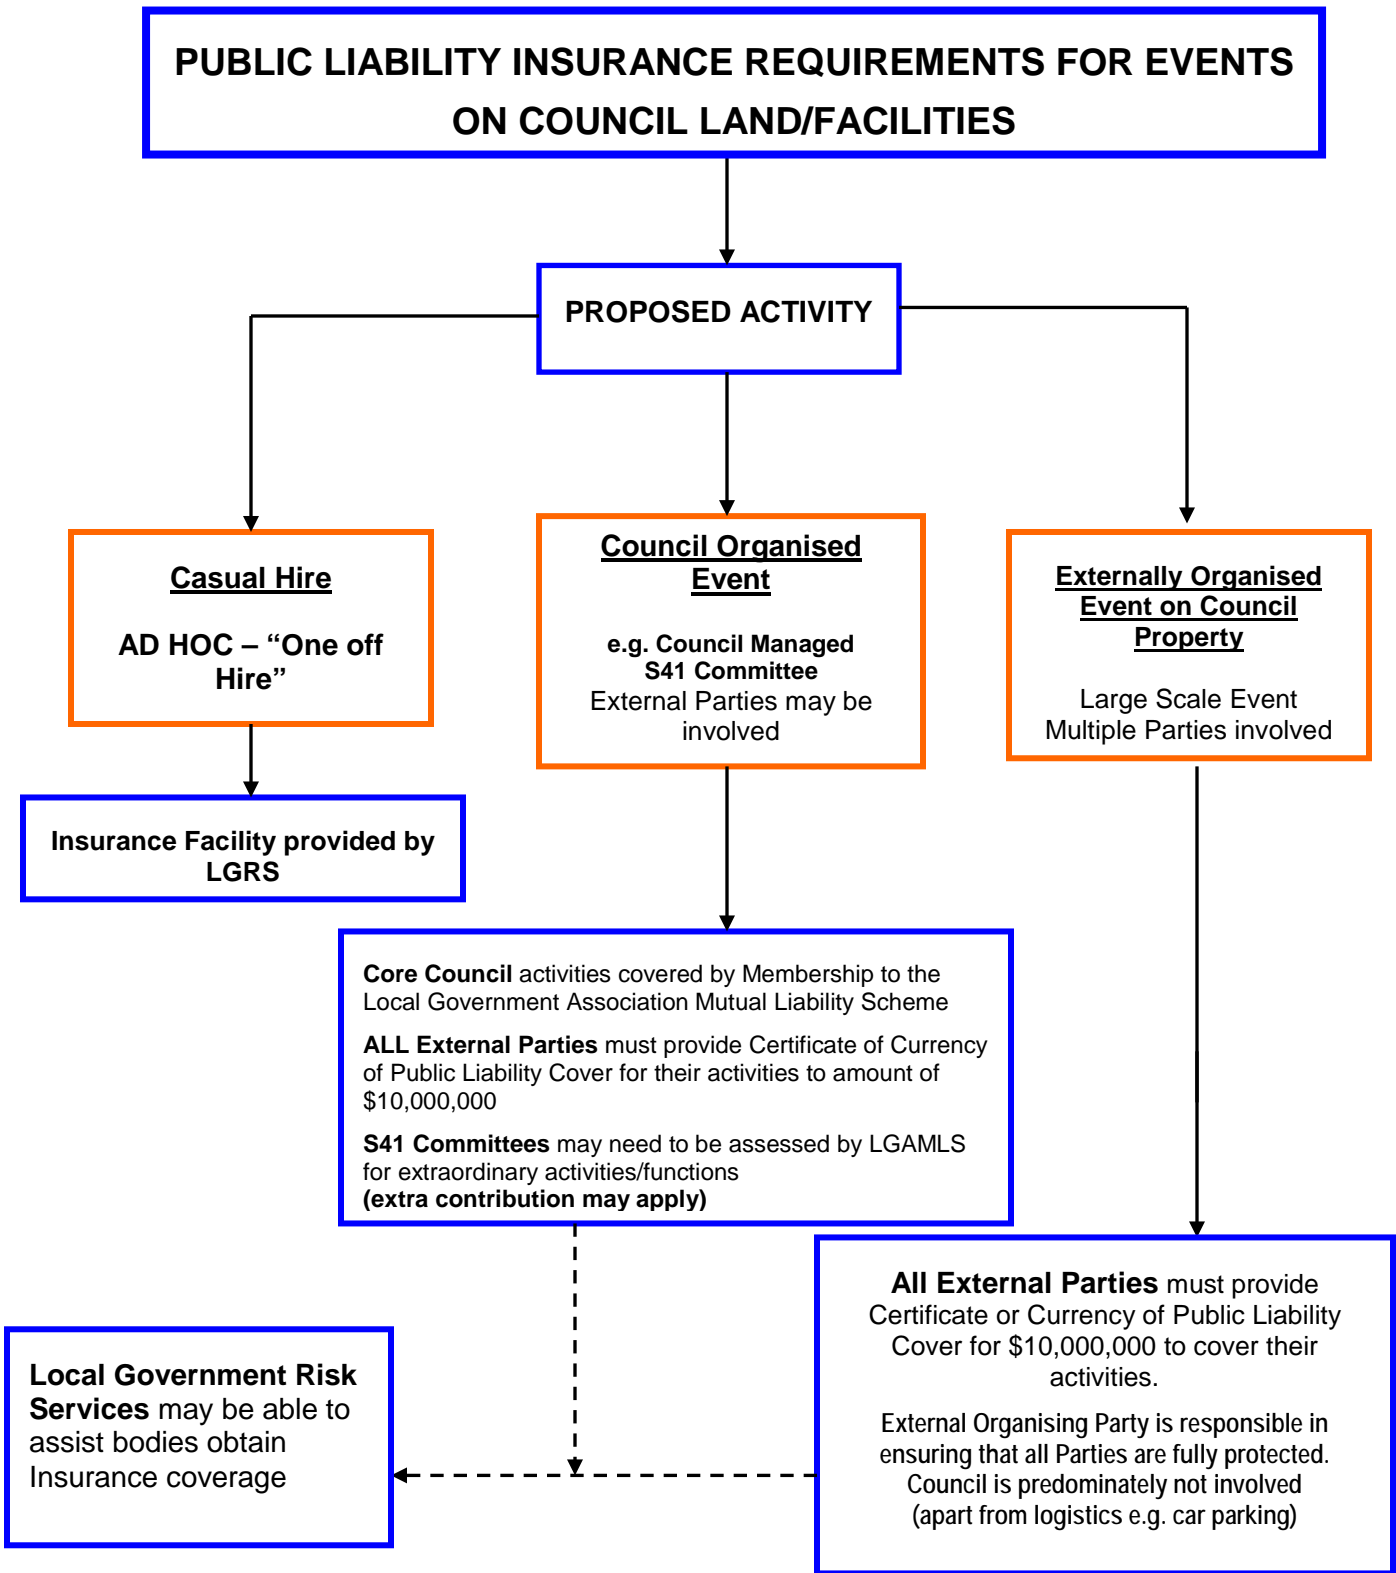 PUBLIC LIABILITY INSURANCE REQUIREMENTS FOR EVENTS
ON COUNCIL LAND/FACILITIES
PROPOSED ACTIVITY
Casual Hire
AD HOC – “One off
Hire”
Council Organised
Event
e.g. Council Managed
S41 Committee
External Parties may be
involved
Externally Organised
Event on Council
Property
Large Scale Event
Multiple Parties involved
Insurance Facility provided by
LGRS
Core Council activities covered by Membership to the
Local Government Association Mutual Liability Scheme
ALL External Parties must provide Certificate of Currency
of Public Liability Cover for their activities to amount of
$10,000,000
S41 Committees may need to be assessed by LGAMLS
for extraordinary activities/functions
(extra contribution may apply)
All External Parties must provide
Certificate or Currency of Public Liability
Cover for $10,000,000 to cover their
activities.
External Organising Party is responsible in
ensuring that all Parties are fully protected.
Council is predominately not involved
(apart from logistics e.g. car parking)
Local Government Risk
Services may be able to
assist bodies obtain
Insurance coverage